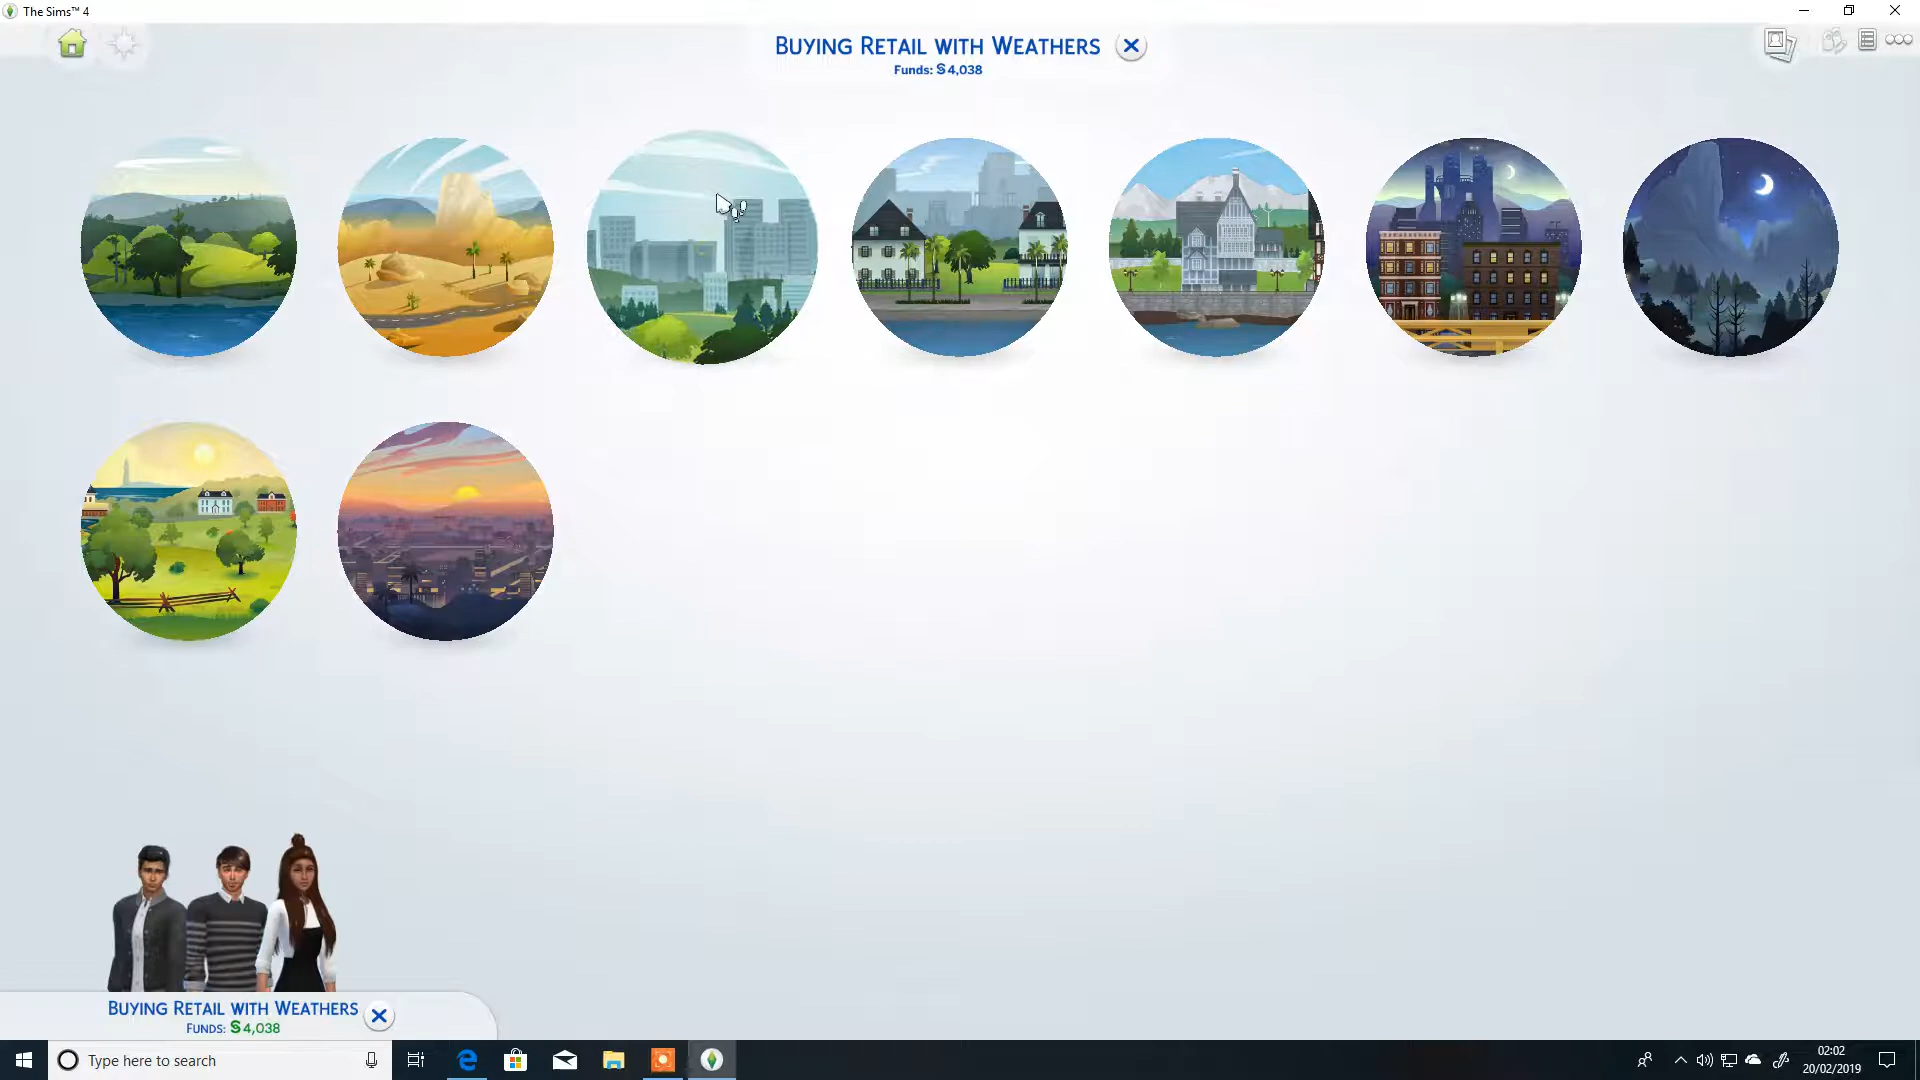 The Sims™ 4
Buying Retail with Weathers
Funds: §4,038
Buying Retail with Weathers
Funds: §4,038
Type here to search
02:02
20/02/2019